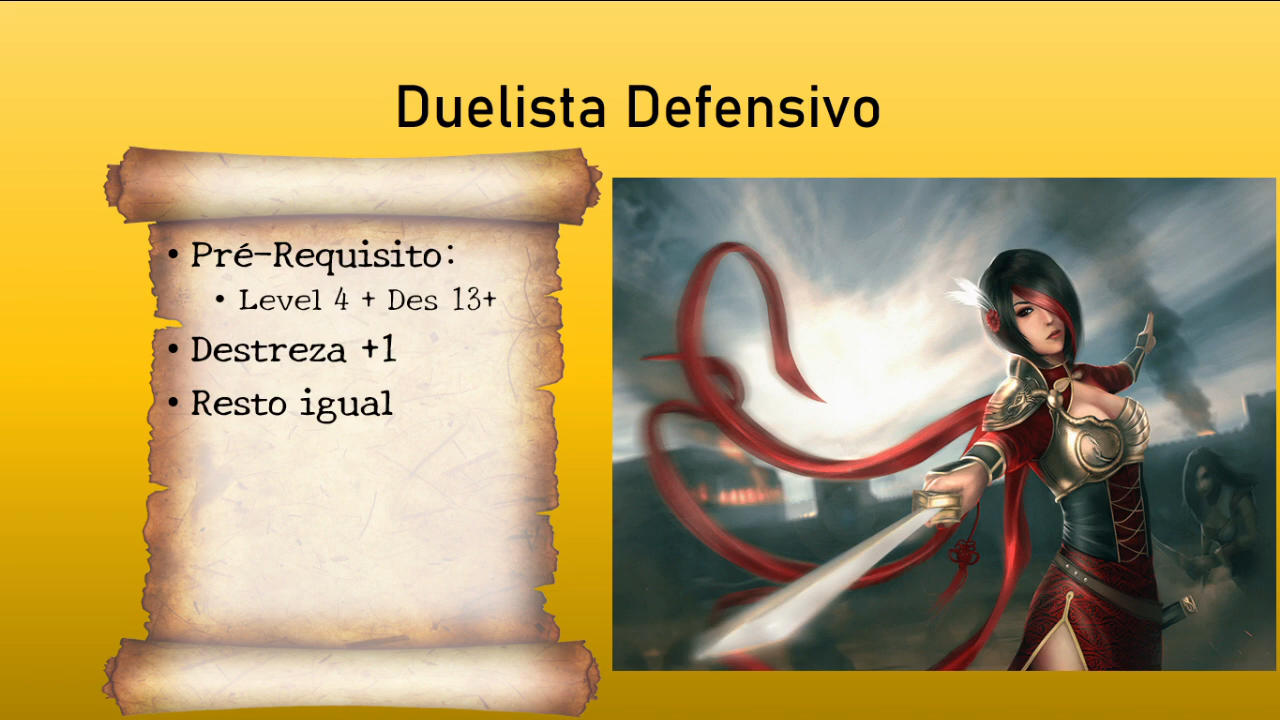 Duelista Defensivo
• Pré-Requisito:
• Level 4 + Des 13+
• Destreza +1
• Resto igual